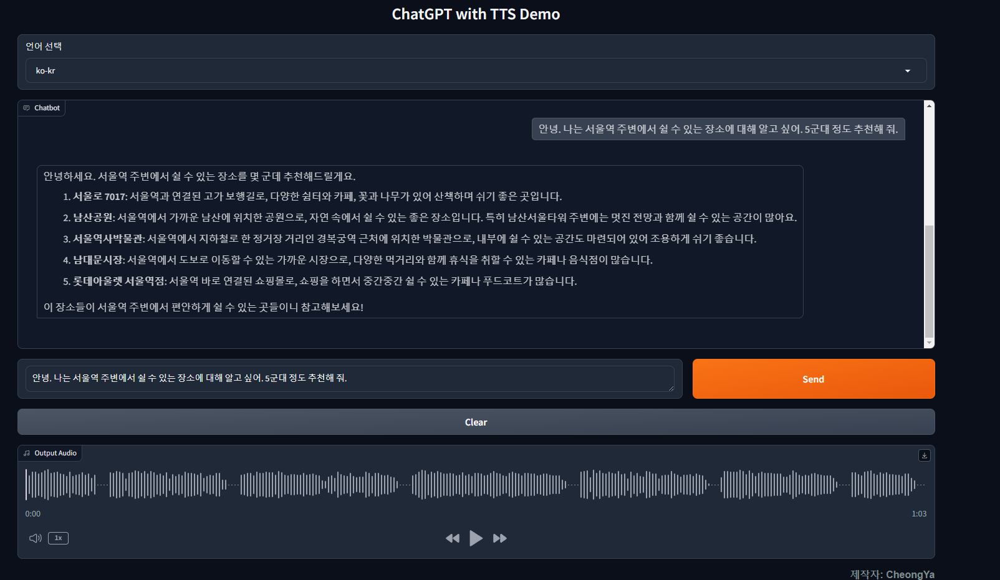 ChatGPT with TTS Demo
언어 선택
ko-kr
Chatbot
안녕. 나는 서울역 주변에서 쉴 수 있는 장소에 대해 알고 싶어. 5군대 정도 추천해 줘.
안녕하세요. 서울역 주변에서 쉴 수 있는 장소를 몇 군데 추천해드릴게요.
1. 서울로 7017: 서울역과 연결된 고가 보행길로, 다양한 쉼터와 카페, 꽃과 나무가 있어 산책하며 쉬기 좋은 곳입니다.
2. 남산공원: 서울역에서 가까운 남산에 위치한 공원으로, 자연 속에서 쉴 수 있는 좋은 장소입니다. 특히 남산서울타워 주변에는 멋진 전망과 함께 쉴 수 있는 공간이 많아요.
3. 서울역사박물관: 서울역에서 지하철로 한 정거장 거리인 경복궁역 근처에 위치한 박물관으로, 내부에 쉴 수 있는 공간도 마련되어 있어 조용하게 쉬기 좋습니다.
4. 남대문시장: 서울역에서 도보로 이동할 수 있는 가까운 시장으로, 다양한 먹거리와 함께 휴식을 취할 수 있는 카페나 음식점이 많습니다.
5. 롯데아울렛 서울역점: 서울역 바로 연결된 쇼핑몰로, 쇼핑을 하면서 중간중간 쉴 수 있는 카페나 푸드코트가 많습니다.
이 장소들이 서울역 주변에서 편안하게 쉴 수 있는 곳들이니 참고해보세요!
안녕. 나는 서울역 주변에서 쉴 수 있는 장소에 대해 알고 싶어. 5군대 정도 추천해 줘.
Send
Clear
Output Audio
0:00
1:03
1x
제작자: CheongYa